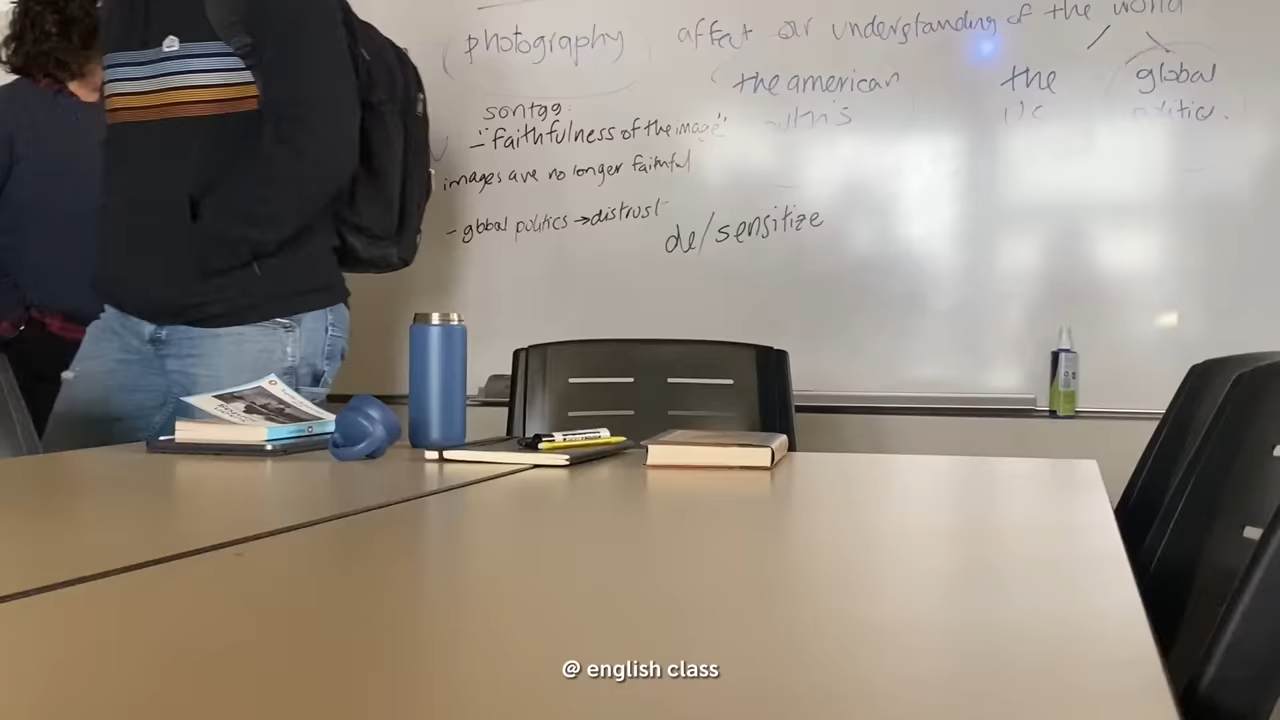 photography affect our understanding of the world
the american the global
sontag:
- "faithfulness of the image"
images are no longer faithful
- global politics → distrust
de/sensitize
@ english class